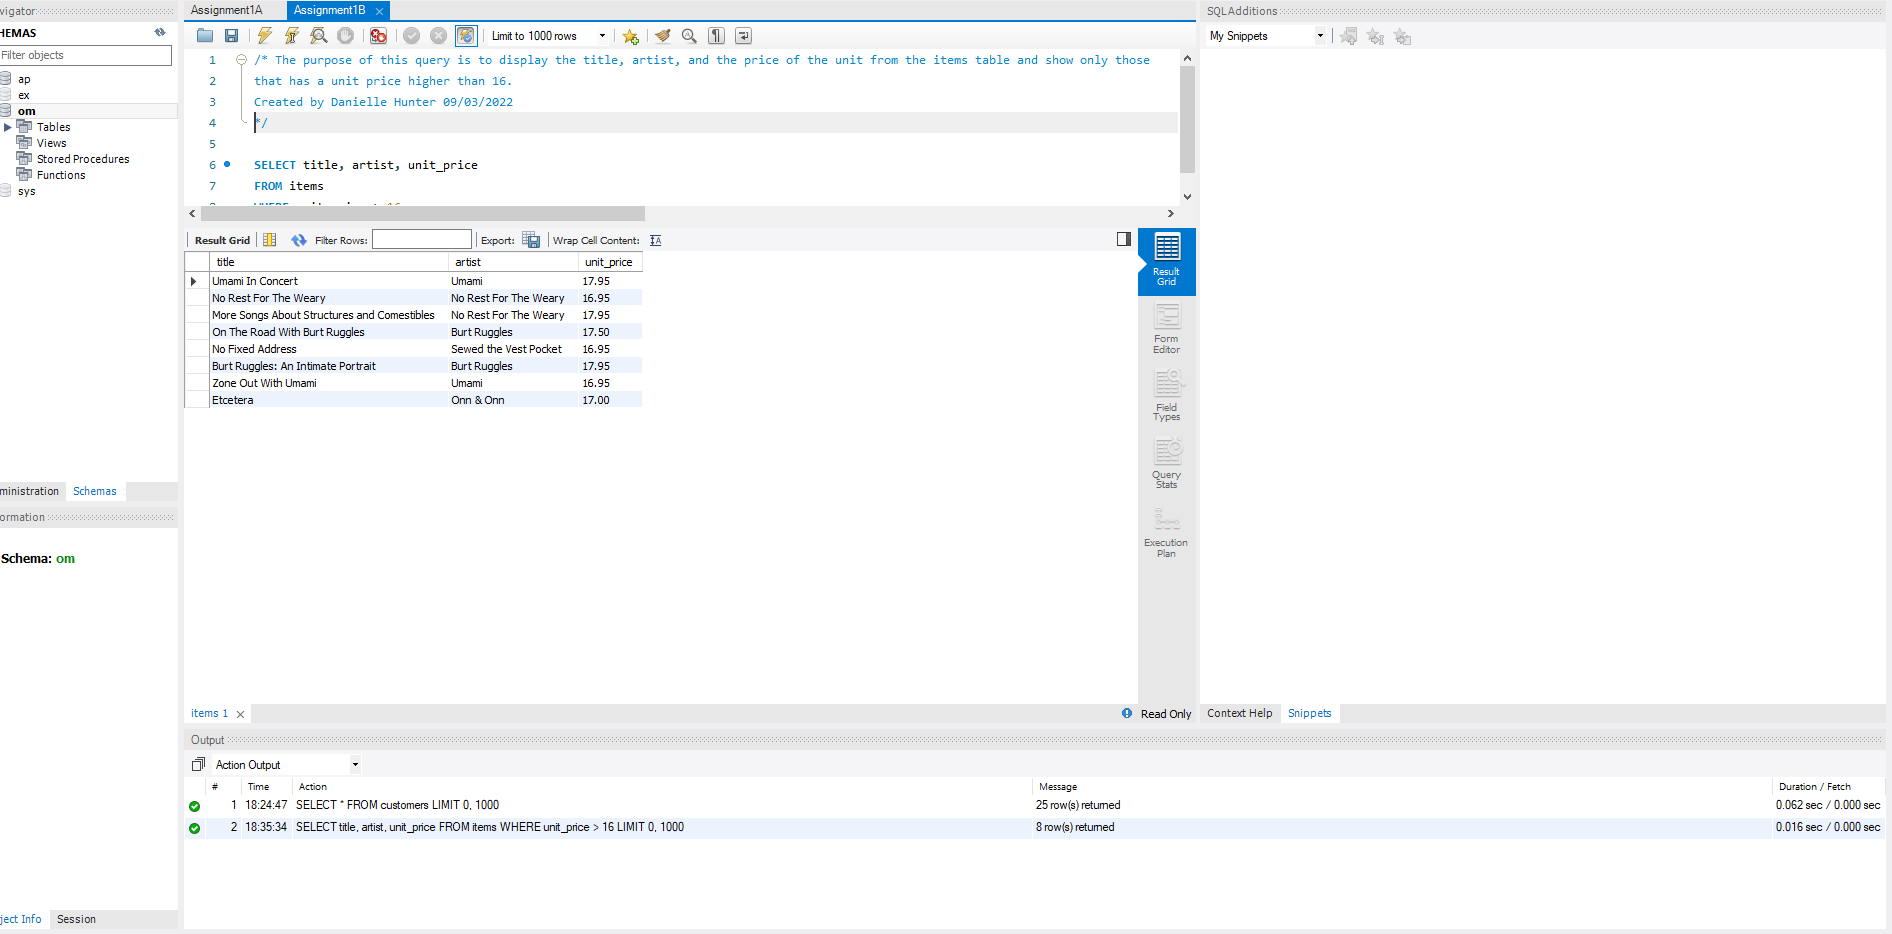 vigator
HEMAS
Filter objects
ap
ex
om
Tables
Views
Stored Procedures
Functions
sys
ministration Schemas
ormation
Schema: om
ject Info Session
Assignment1A Assignment1B
Limit to 1000 rows
1 /* The purpose of this query is to display the title, artist, and the price of the unit from the items table and show only those
2 that has a unit price higher than 16.
3 Created by Danielle Hunter 09/03/2022
4 */
5
6 SELECT title, artist, unit_price
7 FROM items
Result Grid Filter Rows: Export: Wrap Cell Content:
title artist unit_price
Umami In Concert Umami 17.95
No Rest For The Weary No Rest For The Weary 16.95
More Songs About Structures and Comestibles No Rest For The Weary 17.95
On The Road With Burt Ruggles Burt Ruggles 17.50
No Fixed Address Sewed the Vest Pocket 16.95
Burt Ruggles: An Intimate Portrait Burt Ruggles 17.95
Zone Out With Umami Umami 16.95
Etcetera Onn & Onn 17.00
Result
Grid
Form
Editor
Field
Types
Query
Stats
Execution
Plan
items 1 Read Only
SQLAdditions
My Snippets
Context Help Snippets
Output
Action Output
# Time Action Message Duration / Fetch
1 18:24:47 SELECT * FROM customers LIMIT 0, 1000 25 row(s) returned 0.062 sec / 0.000 sec
2 18:35:34 SELECT title, artist, unit_price FROM items WHERE unit_price > 16 LIMIT 0, 1000 8 row(s) returned 0.016 sec / 0.000 sec